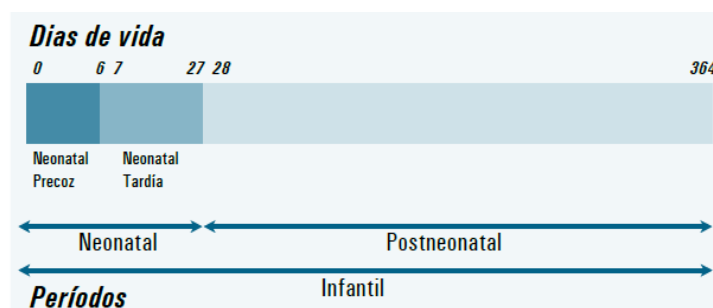 Dias de vida
0 6 7 27 28 364
Neonatal Precoz
Neonatal Tardía
Neonatal Postneonatal
Infantil
Períodos